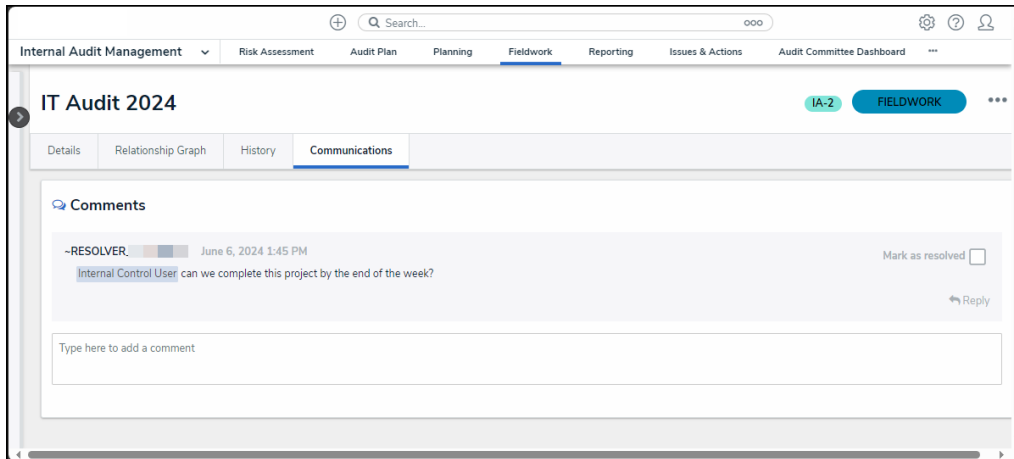 Search...
Internal Audit Management Risk Assessment Audit Plan Planning Fieldwork Reporting Issues & Actions Audit Committee Dashboard
IT Audit 2024 IA-2 FIELDWORK
Details Relationship Graph History Communications
Comments
~RESOLVER_ June 6, 2024 1:45 PM Mark as resolved
Internal Control User can we complete this project by the end of the week?
Reply
Type here to add a comment